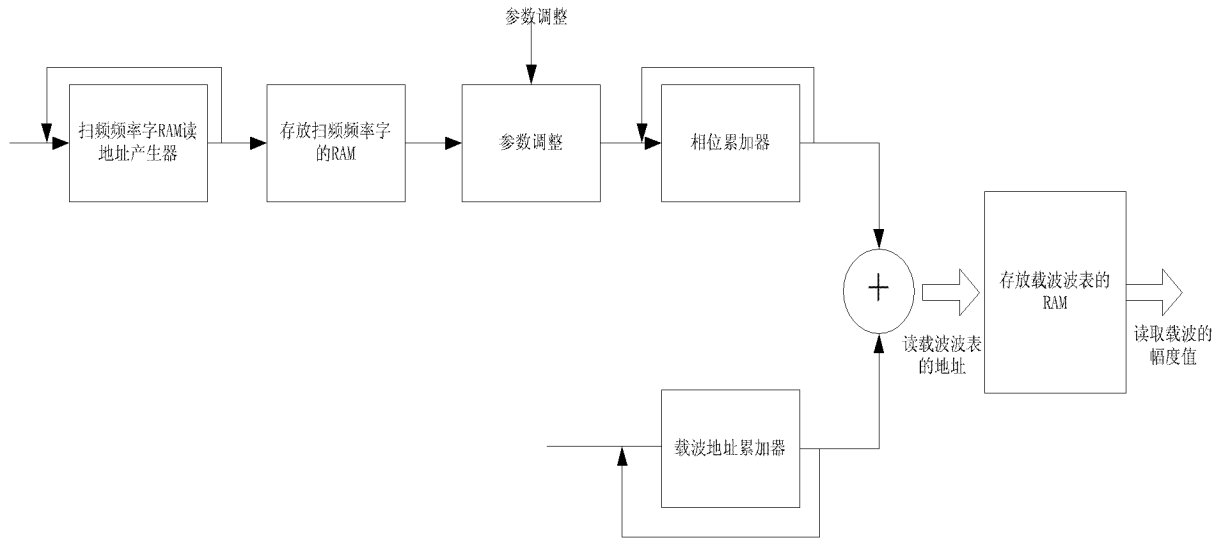 参数调整
扫频频率字RAM读
地址产生器
存放扫频频率字
的RAM
参数调整
相位累加器
+
存放载波波表的
RAM
读载波波表
的地址
读取载波的
幅度值
载波地址累加器